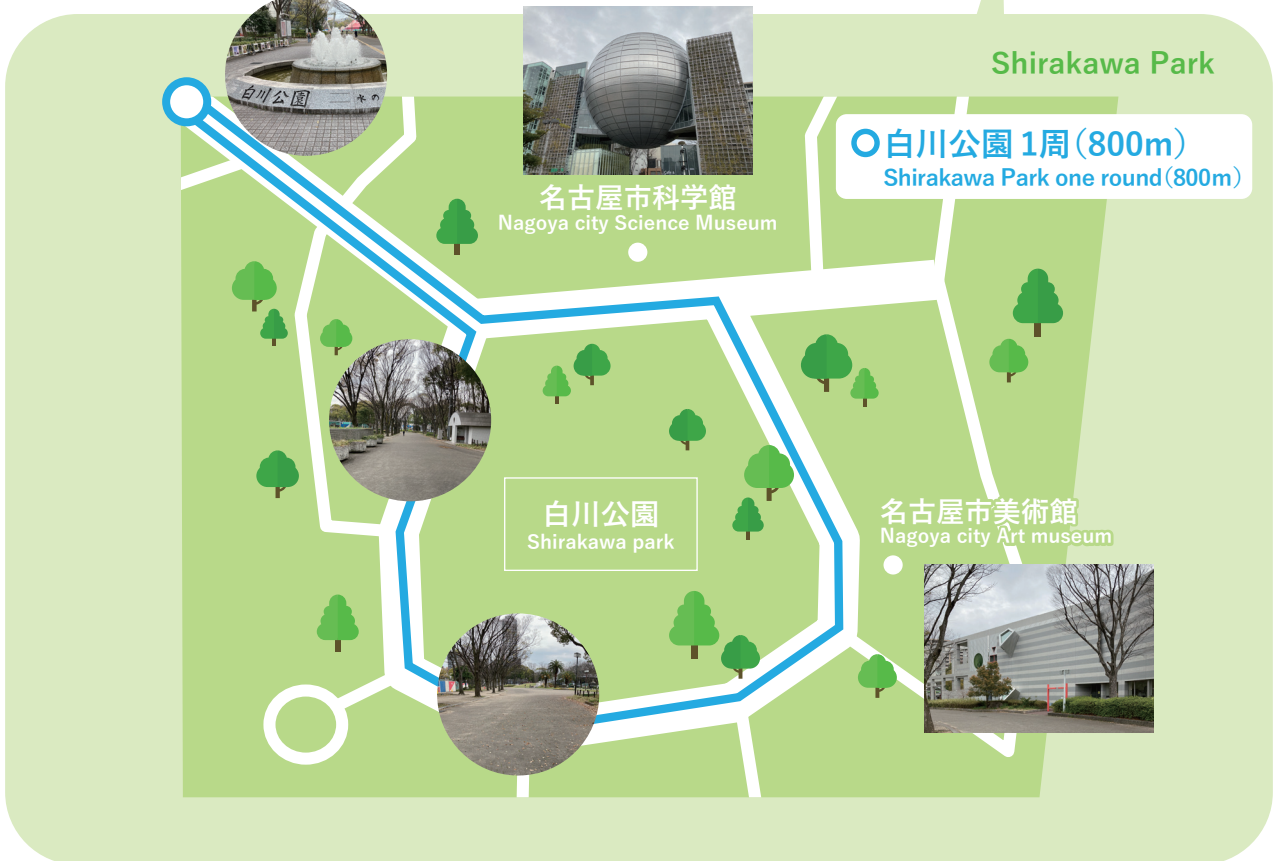 Shirakawa Park
白川公園 1周（800m）
Shirakawa Park one round（800m）
白川公園
名古屋市科学館
Nagoya city Science Museum
白川公園
Shirakawa park
名古屋市美術館
Nagoya city Art museum